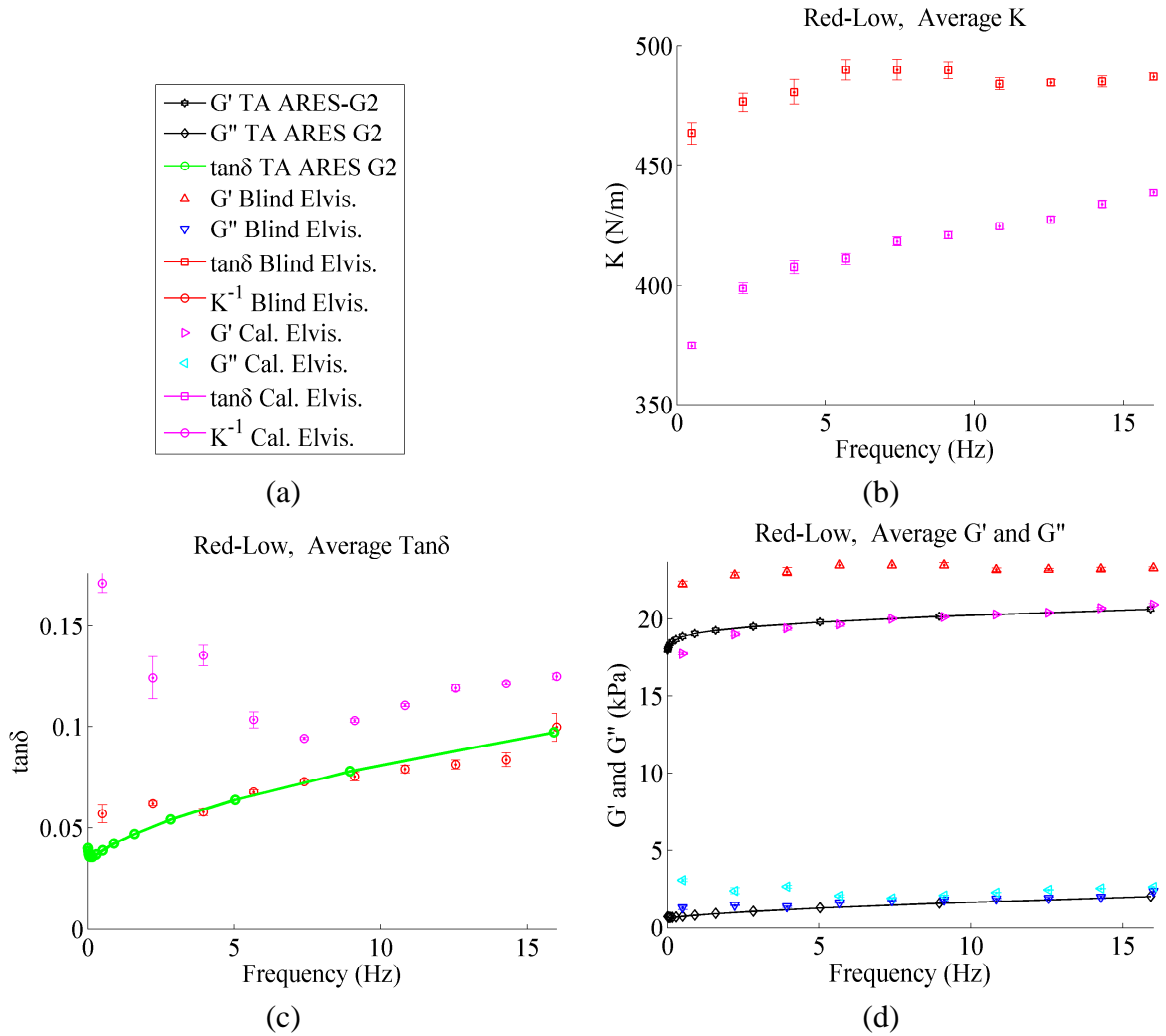 G' TA ARES-G2
G" TA ARES G2
tanδ TA ARES G2
G' Blind Elvis.
G" Blind Elvis.
tanδ Blind Elvis.
K⁻¹ Blind Elvis.
G' Cal. Elvis.
G" Cal. Elvis.
tanδ Cal. Elvis.
K⁻¹ Cal. Elvis.
(a)
Red-Low, Average K
500
450
400
350
K (N/m)
0
5
10
15
Frequency (Hz)
(b)
Red-Low, Average Tanδ
0.15
0.1
0.05
0
tanδ
0
5
10
15
Frequency (Hz)
(c)
Red-Low, Average G' and G"
20
15
10
5
0
G' and G" (kPa)
0
5
10
15
Frequency (Hz)
(d)